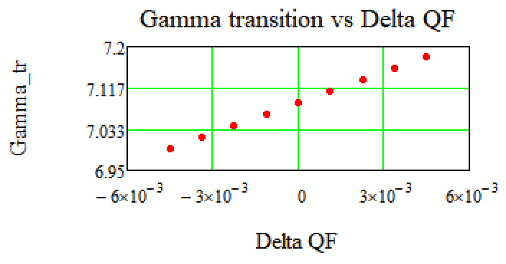 Gamma transition vs Delta QF
Gamma_tr
7.2
7.117
7.033
6.95
− 6×10⁻³ − 3×10⁻³ 0 3×10⁻³ 6×10⁻³
Delta QF